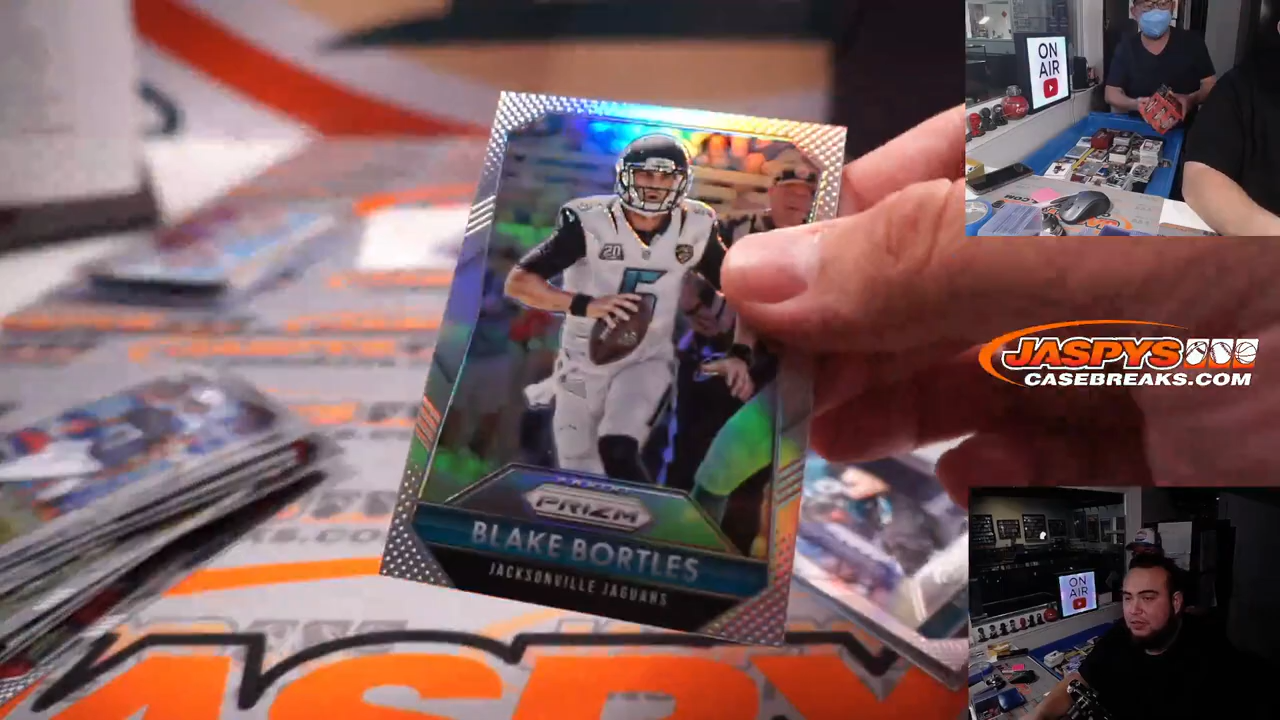 ON
AIR
20
5
PRIZM
BLAKE BORTLES
JACKSONVILLE JAGUARS
JASPYS
CASEBREAKS.COM
ON
AIR